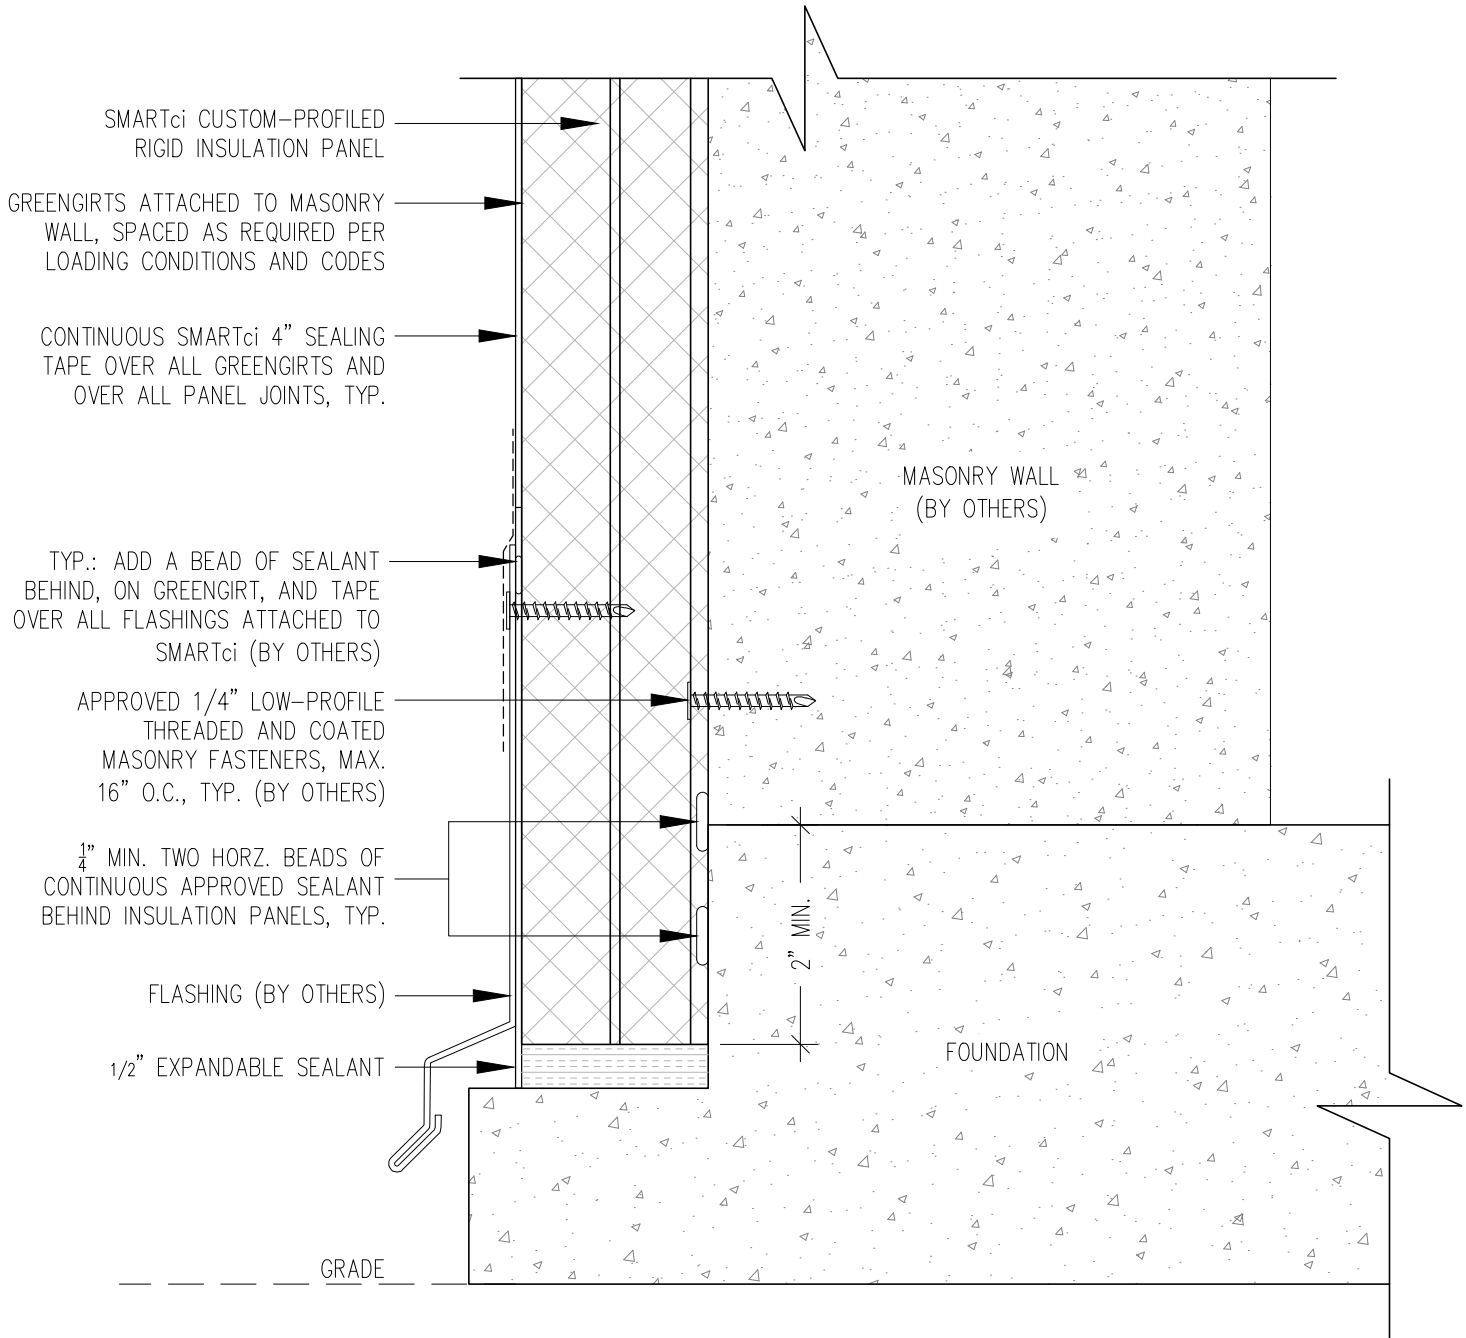 SMARTci CUSTOM-PROFILED
RIGID INSULATION PANEL
GREENGIRTS ATTACHED TO MASONRY
WALL, SPACED AS REQUIRED PER
LOADING CONDITIONS AND CODES
CONTINUOUS SMARTci 4" SEALING
TAPE OVER ALL GREENGIRTS AND
OVER ALL PANEL JOINTS, TYP.
MASONRY WALL
(BY OTHERS)
TYP.: ADD A BEAD OF SEALANT
BEHIND, ON GREENGIRT, AND TAPE
OVER ALL FLASHINGS ATTACHED TO
SMARTci (BY OTHERS)
APPROVED 1/4" LOW-PROFILE
THREADED AND COATED
MASONRY FASTENERS, MAX.
16" O.C., TYP. (BY OTHERS)
1/4" MIN. TWO HORZ. BEADS OF
CONTINUOUS APPROVED SEALANT
BEHIND INSULATION PANELS, TYP.
2" MIN.
FLASHING (BY OTHERS)
FOUNDATION
1/2" EXPANDABLE SEALANT
GRADE